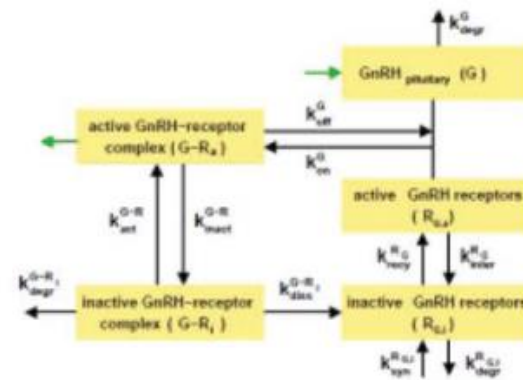 k^G_degr
GnRH pituitary (G)
active GnRH-receptor
complex (G-R_a)
k^G_off
k^G_on
active GnRH receptors
(R_G,a)
k^G-R_act
k^G-R_inact
k^R_G_recy
k^R_G_inter
k^G-R_i_degr
inactive GnRH-receptor
complex (G-R_i)
k^G-R_i_diss
inactive GnRH receptors
(R_G,i)
k^R_G,i_syn
k^R_G,i_degr